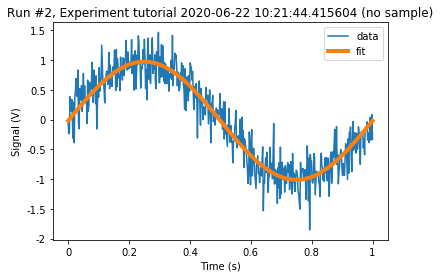 Run #2, Experiment tutorial 2020-06-22 10:21:44.415604 (no sample)
data
fit
Signal (V)
1.5
1
0.5
0
-0.5
-1
-1.5
-2
0
0.2
0.4
0.6
0.8
1
Time (s)